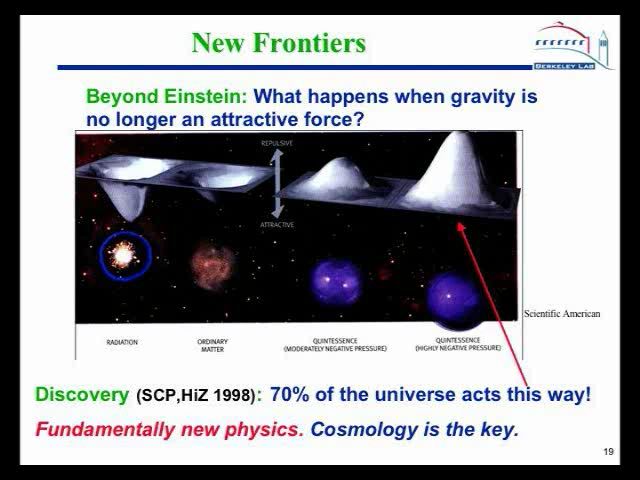 New Frontiers
BERKELEY LAB
Beyond Einstein: What happens when gravity is
no longer an attractive force?
REPULSIVE
ATTRACTIVE
Scientific American
RADIATION
ORDINARY
MATTER
QUINTESSENCE
(MODERATELY NEGATIVE PRESSURE)
QUINTESSENCE
(HIGHLY NEGATIVE PRESSURE)
Discovery (SCP,HiZ 1998): 70% of the universe acts this way!
Fundamentally new physics. Cosmology is the key.
19